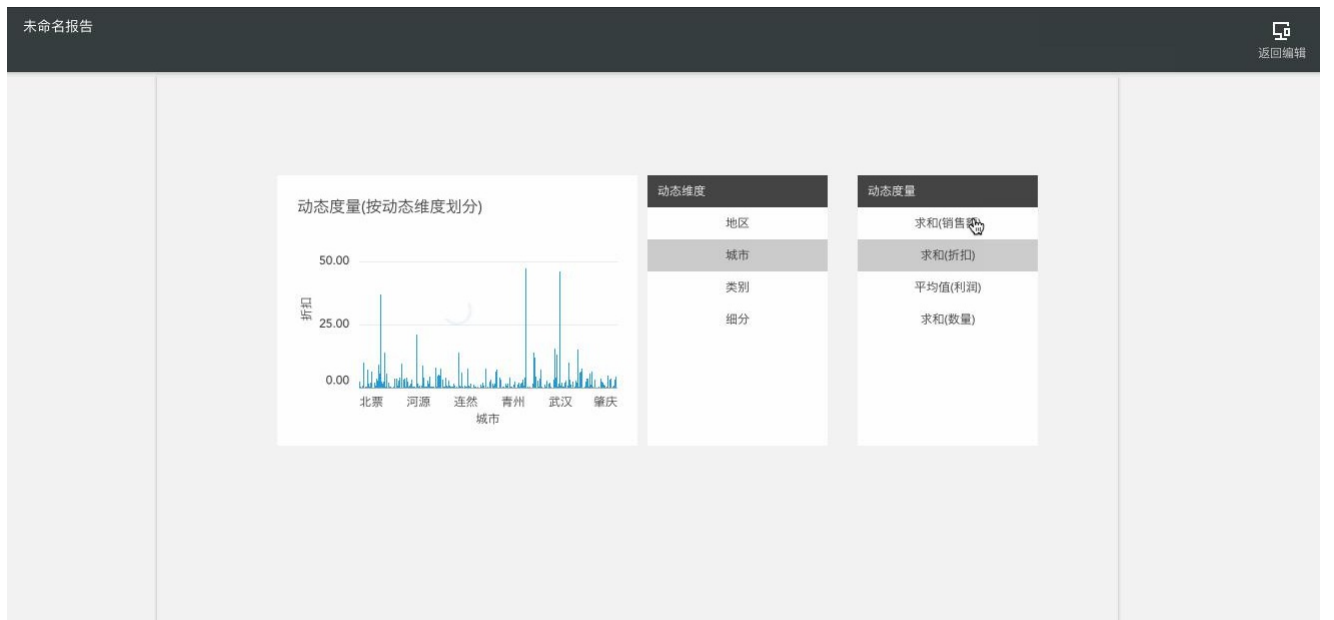 未命名报告
返回编辑
动态度量(按动态维度划分)
50.00
25.00
0.00
折扣
北票 河源 连然 青州 武汉 肇庆
城市
动态维度
地区
城市
类别
细分
动态度量
求和(销售
求和(折扣)
平均值(利润)
求和(数量)